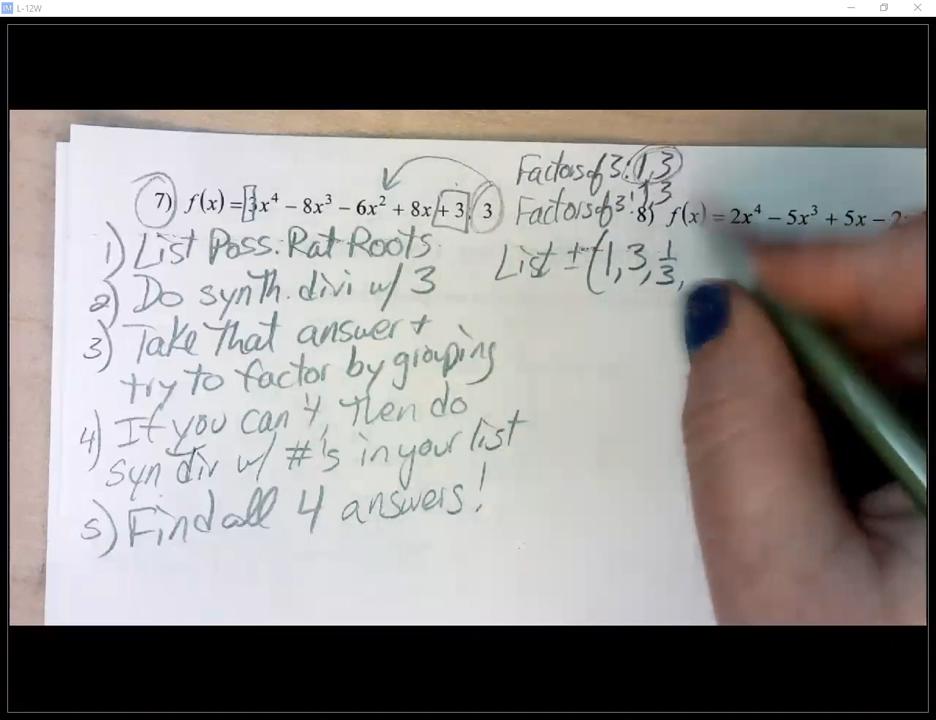 L-12W
Factors of 3: 1, 3
7) f(x) = 3x⁴ − 8x³ − 6x² + 8x + 3; 3
Factors of 3: 1, 3
8) f(x) = 2x⁴ − 5x³ + 5x − 2
1) List Poss. Rat Roots
List ± (1, 3, 1/3,
2) Do synth. divi w/ 3
3) Take that answer +
try to factor by grouping
4) If you can't, then do
syn div w/ #'s in your list
5) Find all 4 answers!